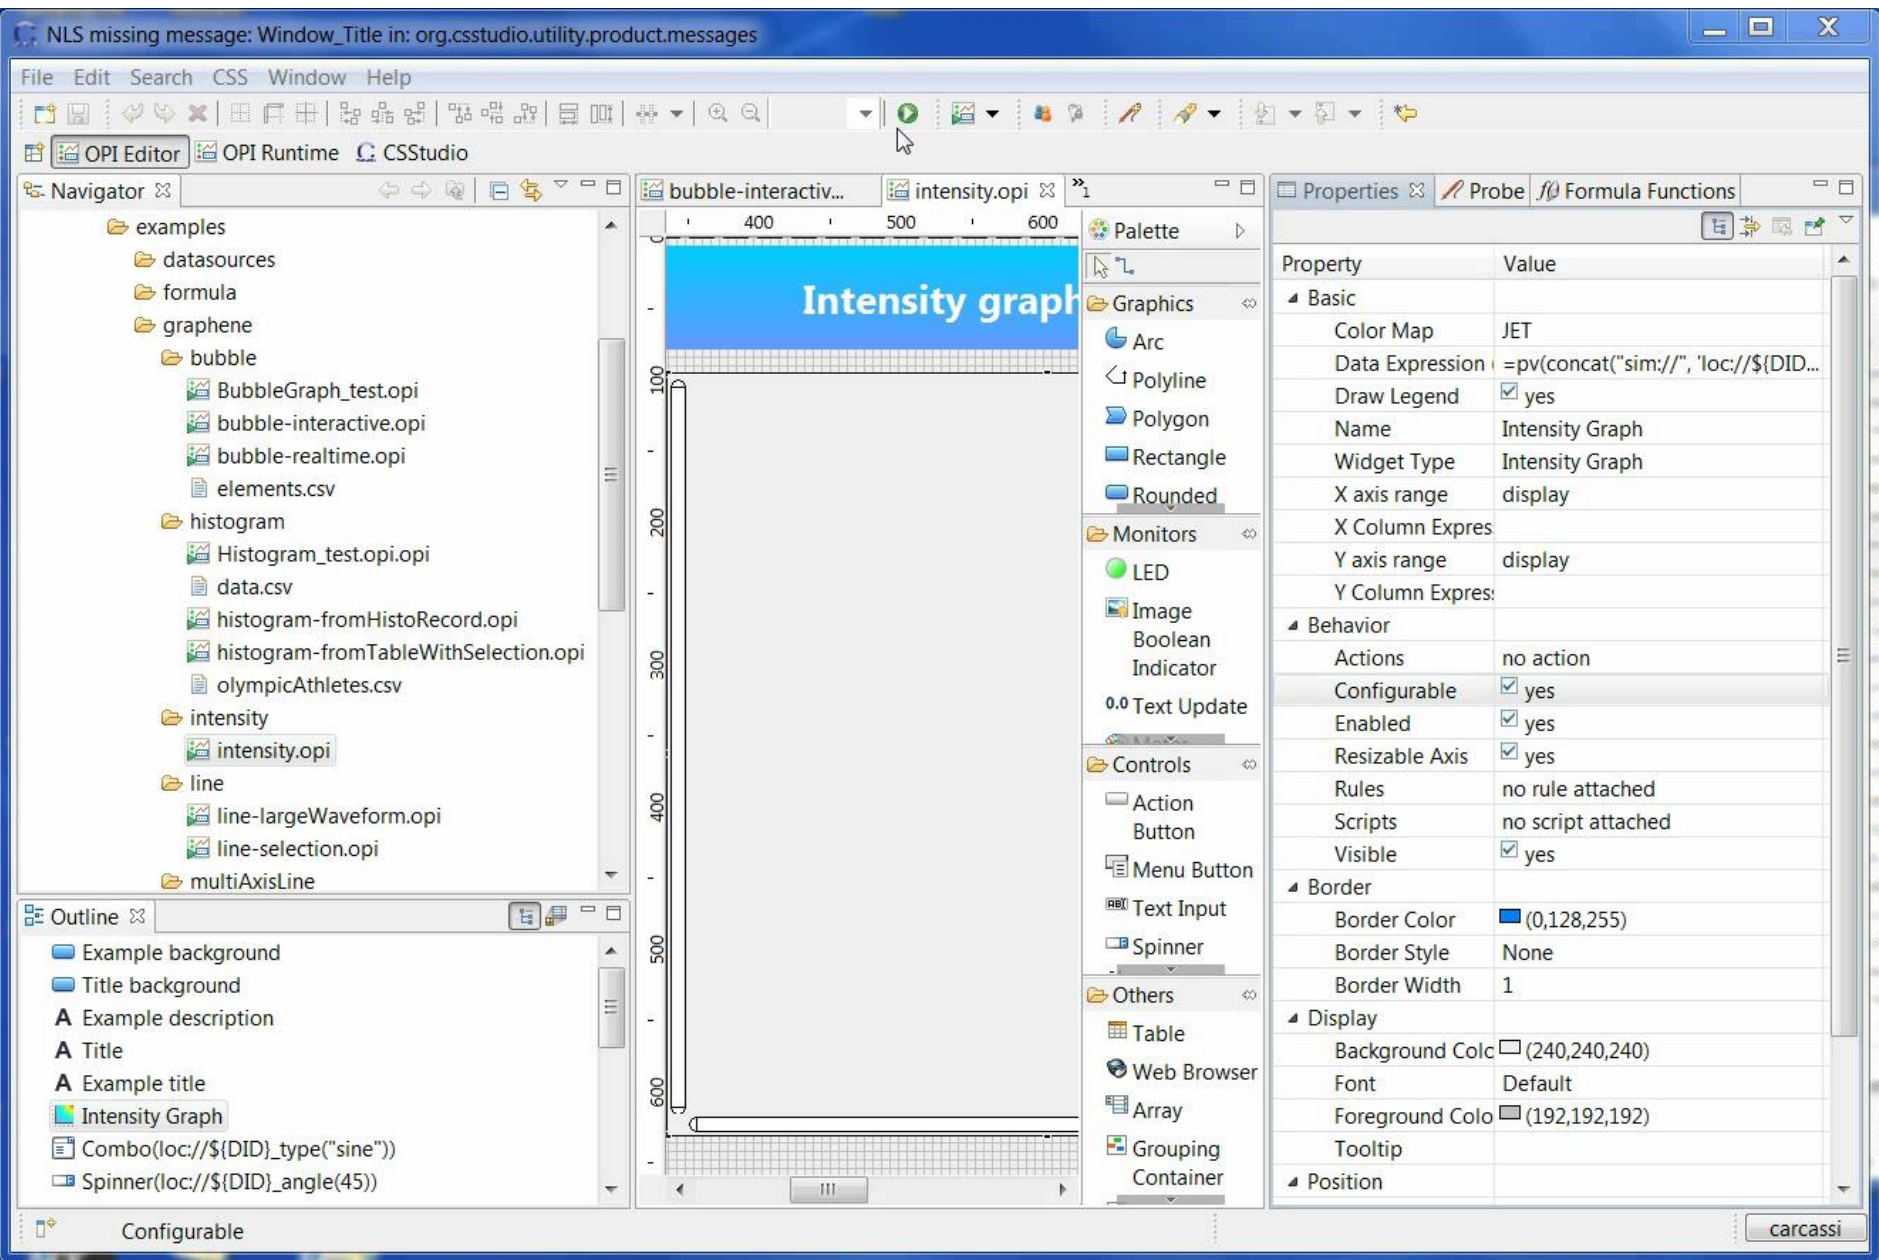 NLS missing message: Window_Title in: org.csstudio.utility.product.messages
File Edit Search CSS Window Help
OPI Editor OPI Runtime CSStudio
Navigator
examples
datasources
formula
graphene
bubble
BubbleGraph_test.opi
bubble-interactive.opi
bubble-realtime.opi
elements.csv
histogram
Histogram_test.opi.opi
data.csv
histogram-fromHistoRecord.opi
histogram-fromTableWithSelection.opi
olympicAthletes.csv
intensity
intensity.opi
line
line-largeWaveform.opi
line-selection.opi
multiAxisLine
Outline
Example background
Title background
A Example description
A Title
A Example title
Intensity Graph
Combo(loc://${DID}_type("sine"))
Spinner(loc://${DID}_angle(45))
bubble-interactiv... intensity.opi »1
400 500 600
0
100
200
300
400
500
600
Intensity graph
Palette
Graphics
Arc
Polyline
Polygon
Rectangle
Rounded
Monitors
LED
Image
Boolean
Indicator
0.0 Text Update
Controls
Action
Button
Menu Button
Text Input
Spinner
Others
Table
Web Browser
Array
Grouping
Container
Properties Probe Formula Functions
Property Value
Basic
Color Map JET
Data Expression ( =pv(concat("sim://", 'loc://${DID...
Draw Legend yes
Name Intensity Graph
Widget Type Intensity Graph
X axis range display
X Column Expres
Y axis range display
Y Column Expres
Behavior
Actions no action
Configurable yes
Enabled yes
Resizable Axis yes
Rules no rule attached
Scripts no script attached
Visible yes
Border
Border Color (0,128,255)
Border Style None
Border Width 1
Display
Background Colo (240,240,240)
Font Default
Foreground Colo (192,192,192)
Tooltip
Position
Configurable
carcassi